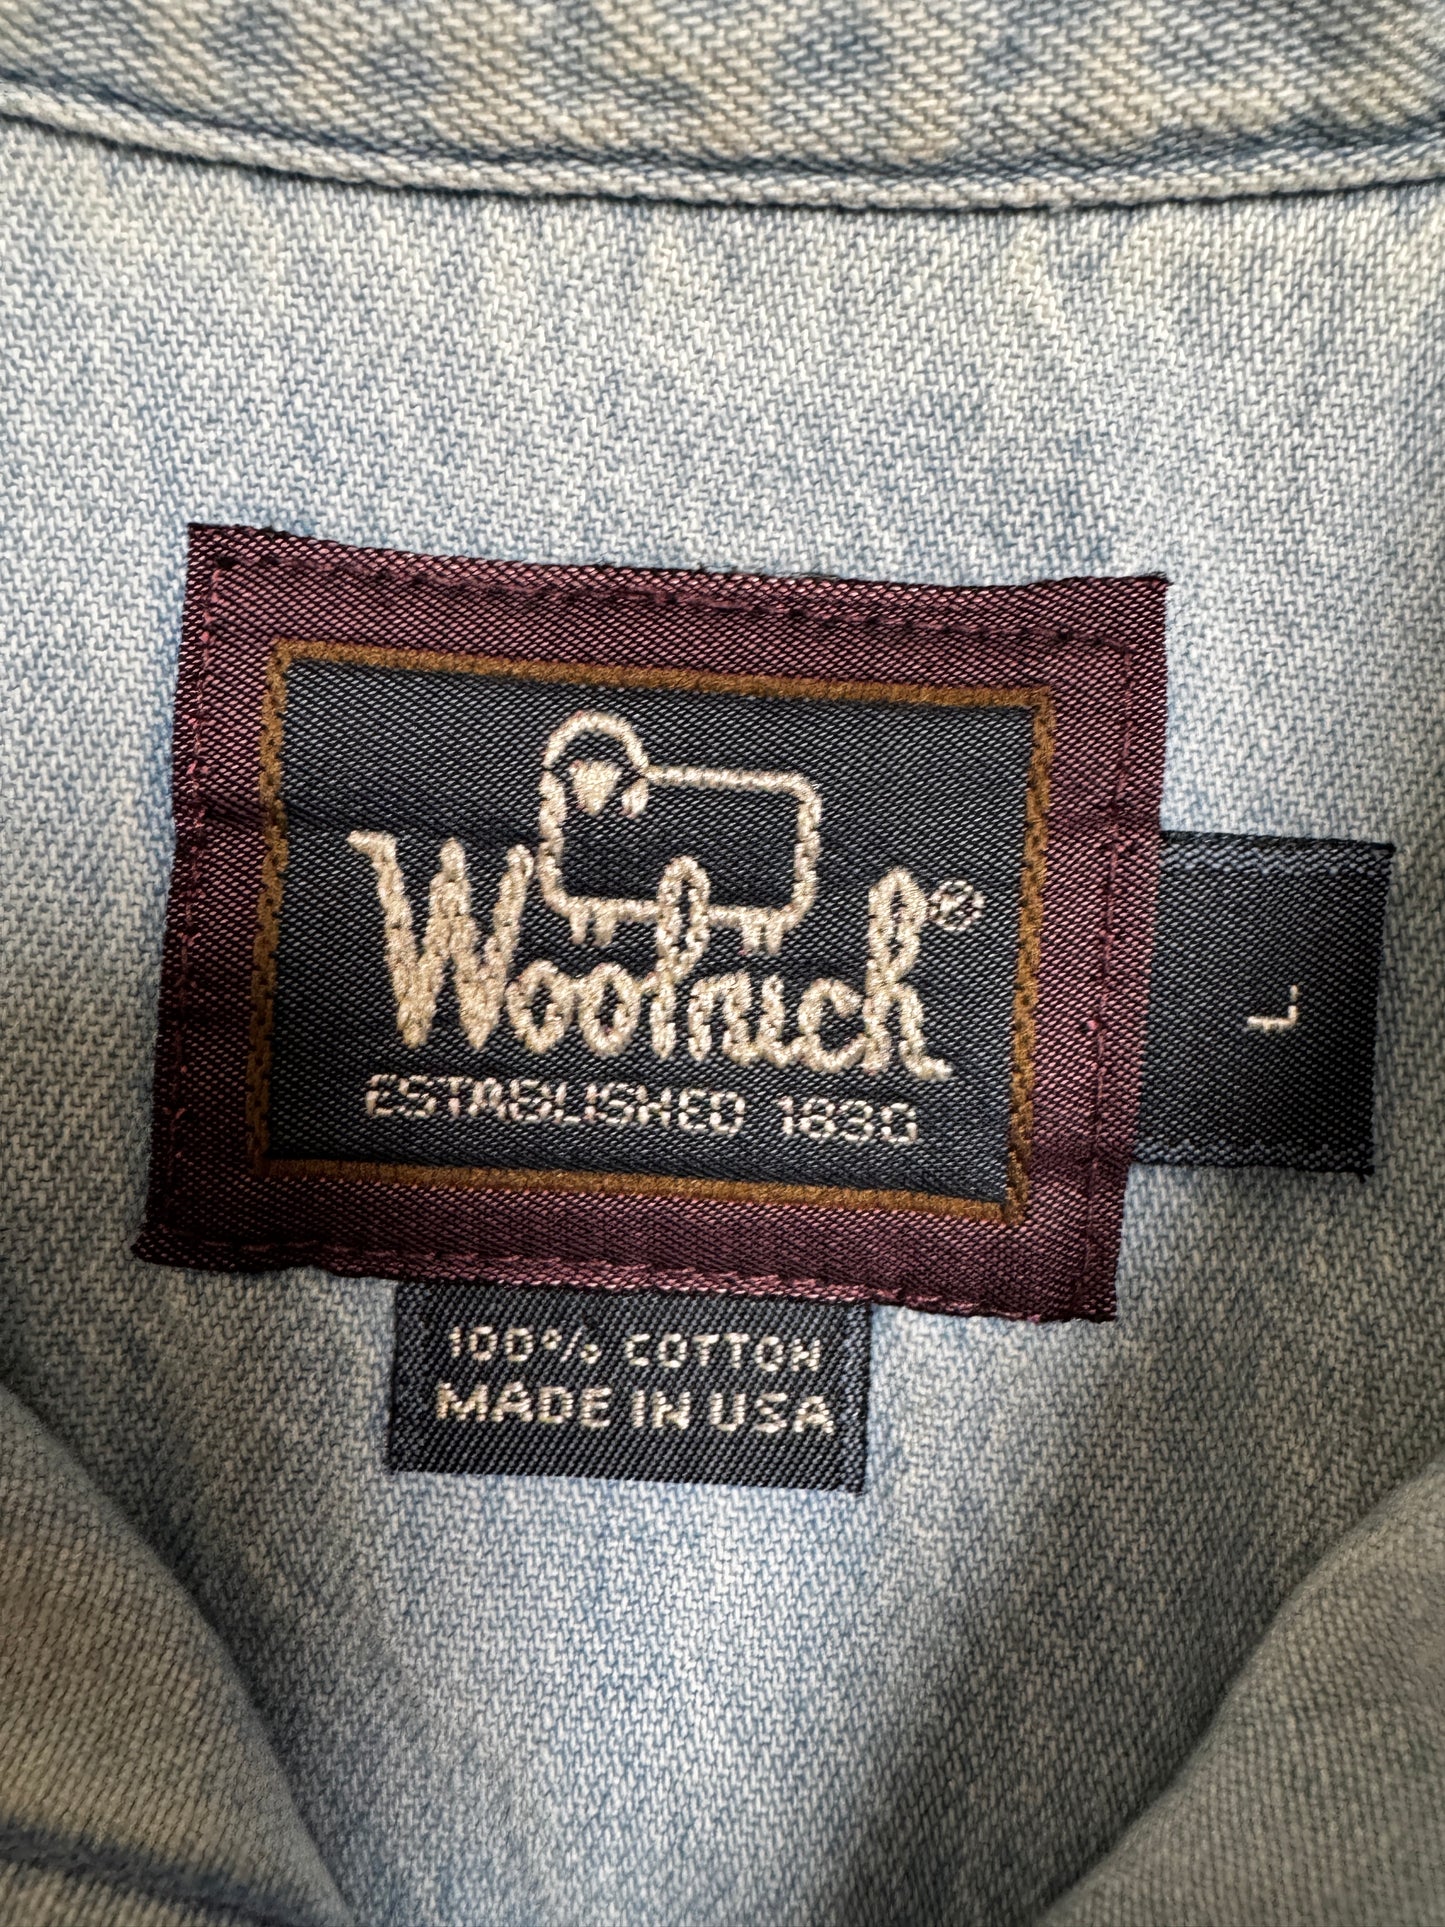 Woolrich®
ESTABLISHED 1830
L
100% COTTON
MADE IN USA